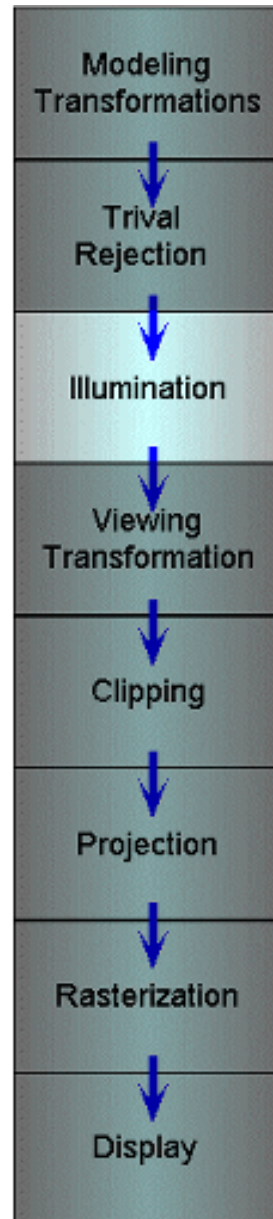 Modeling
Transformations
Trival
Rejection
Illumination
Viewing
Transformation
Clipping
Projection
Rasterization
Display